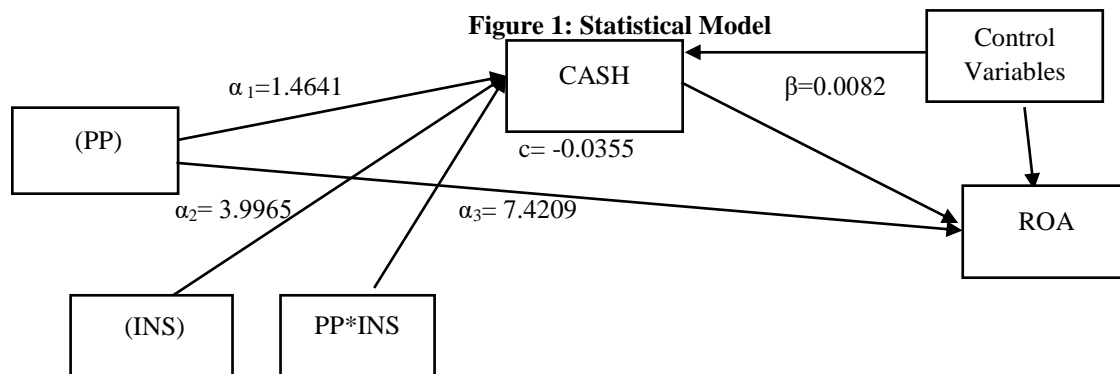 Figure 1: Statistical Model
Control
Variables
CASH
α 1=1.4641
β=0.0082
(PP)
c= -0.0355
α2= 3.9965
α3= 7.4209
ROA
(INS)
PP*INS